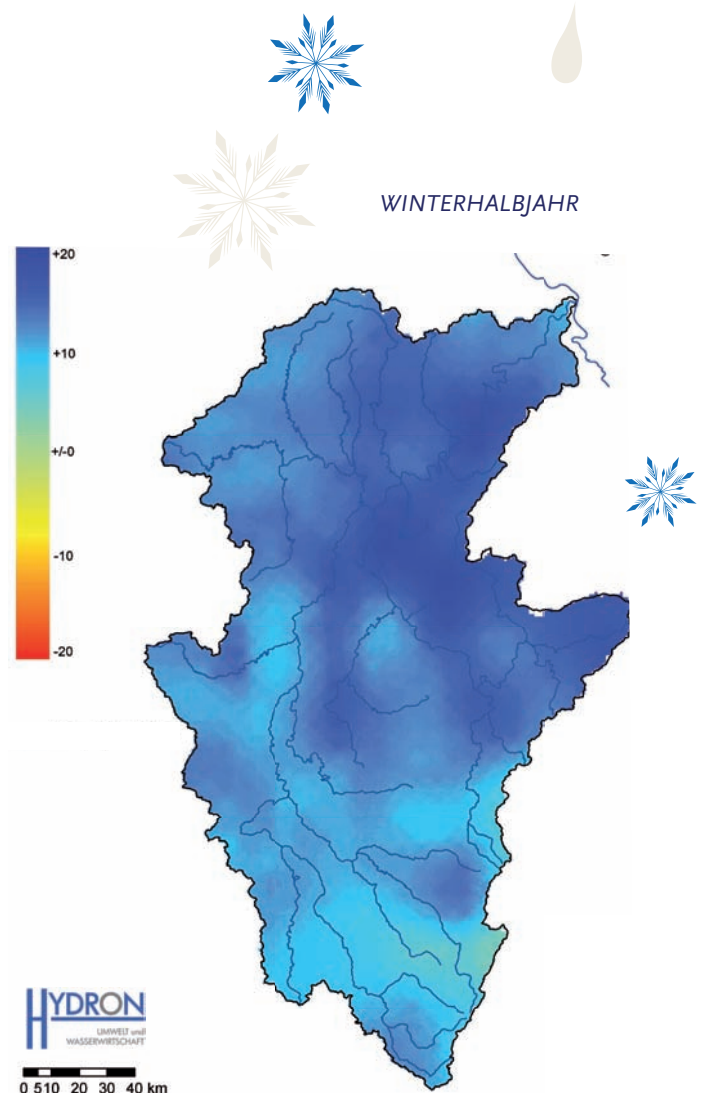 WINTERHALBJAHR
+20
+10
+/-0
-10
-20
HYDRON
UMWELT und
WASSERWIRTSCHAFT
0 510 20 30 40 km